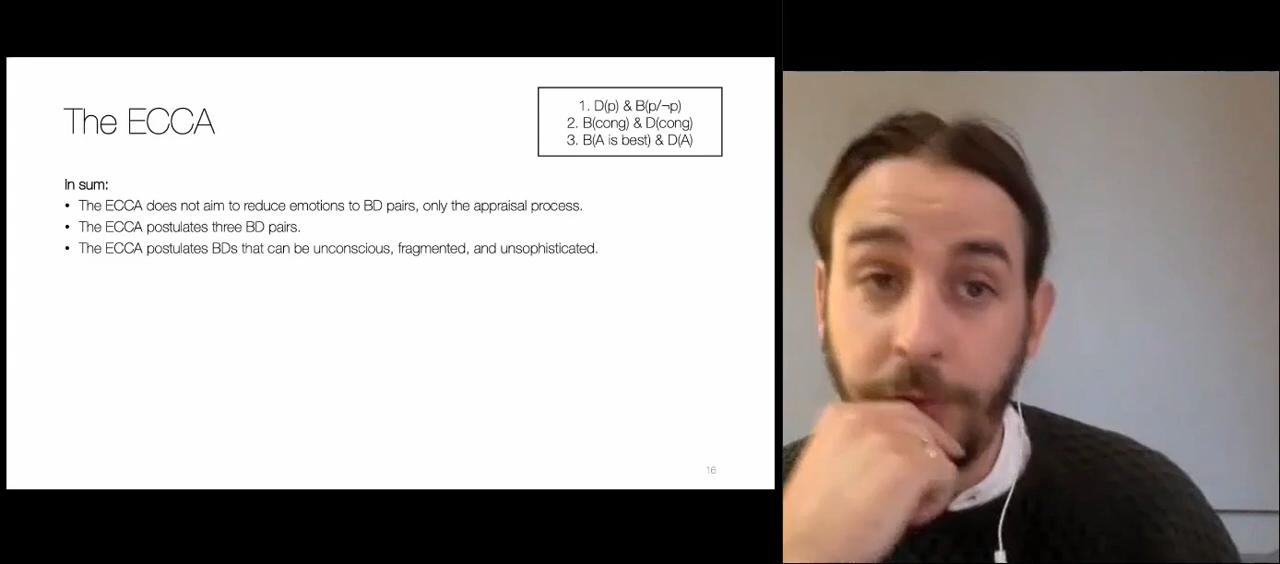 The ECCA
1. D(p) & B(p/¬p)
2. B(cong) & D(cong)
3. B(A is best) & D(A)
In sum:
• The ECCA does not aim to reduce emotions to BD pairs, only the appraisal process.
• The ECCA postulates three BD pairs.
• The ECCA postulates BDs that can be unconscious, fragmented, and unsophisticated.
16